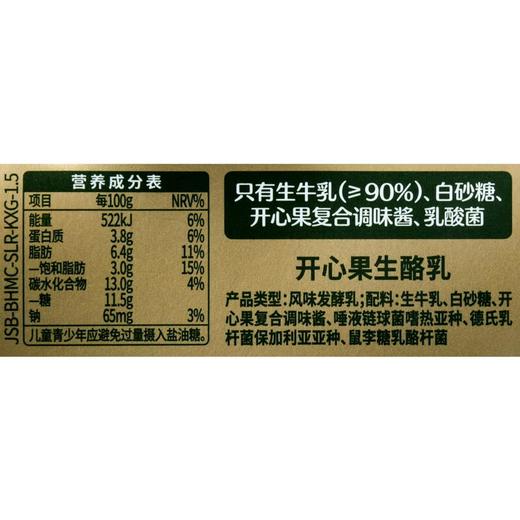 JSB-BHMC-SLR-KXG-1.5
营养成分表
项目 每100g NRV%
能量 522kJ 6%
蛋白质 3.8g 6%
脂肪 6.4g 11%
—饱和脂肪 3.0g 15%
碳水化合物 13.0g 4%
—糖 11.5g
钠 65mg 3%
儿童青少年应避免过量摄入盐油糖。
只有生牛乳(≥90%)、白砂糖、
开心果复合调味酱、乳酸菌
开心果生酪乳
产品类型:风味发酵乳;配料:生牛乳、白砂糖、开
心果复合调味酱、唾液链球菌嗜热亚种、德氏乳
杆菌保加利亚亚种、鼠李糖乳酪杆菌